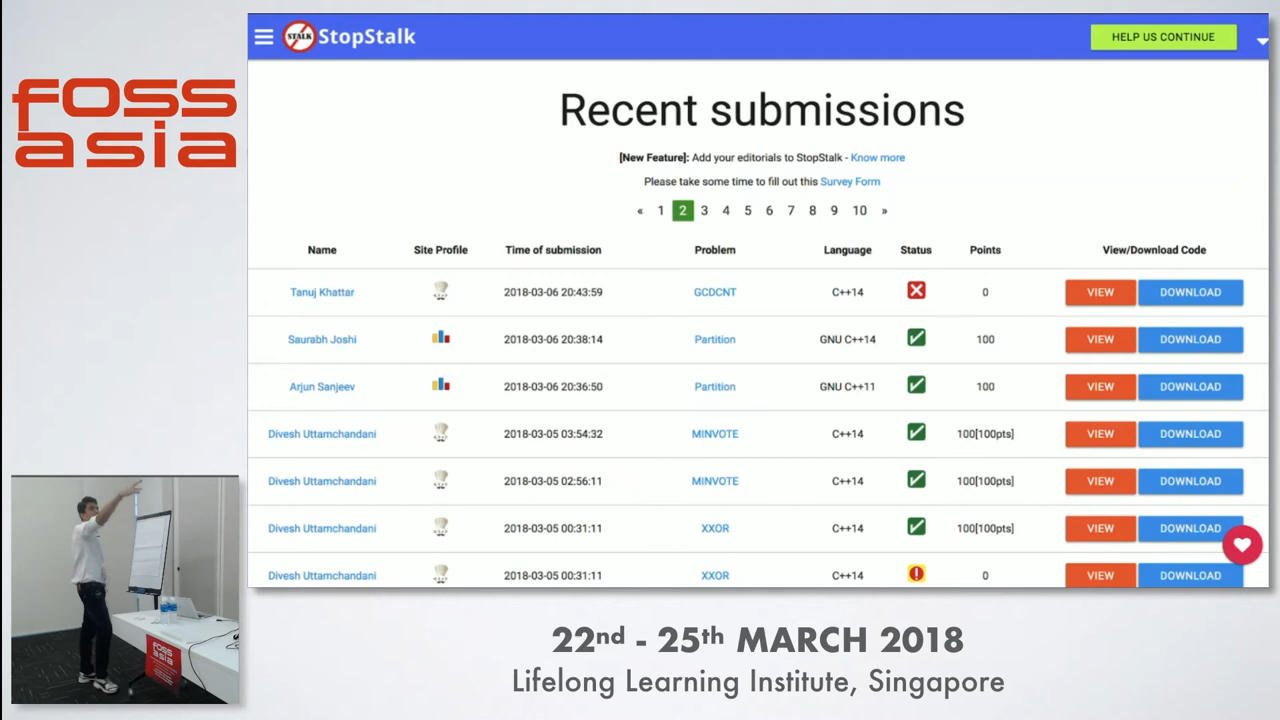 foss
asia
STALK StopStalk
HELP US CONTINUE
Recent submissions
[New Feature]: Add your editorials to StopStalk - Know more
Please take some time to fill out this Survey Form
« 1 2 3 4 5 6 7 8 9 10 »
Name Site Profile Time of submission Problem Language Status Points View/Download Code
Tanuj Khattar 2018-03-06 20:43:59 GCDCNT C++14 0 VIEW DOWNLOAD
Saurabh Joshi 2018-03-06 20:38:14 Partition GNU C++14 100 VIEW DOWNLOAD
Arjun Sanjeev 2018-03-06 20:36:50 Partition GNU C++11 100 VIEW DOWNLOAD
Divesh Uttamchandani 2018-03-05 03:54:32 MINVOTE C++14 100[100pts] VIEW DOWNLOAD
Divesh Uttamchandani 2018-03-05 02:56:11 MINVOTE C++14 100[100pts] VIEW DOWNLOAD
Divesh Uttamchandani 2018-03-05 00:31:11 XXOR C++14 100[100pts] VIEW DOWNLOAD
Divesh Uttamchandani 2018-03-05 00:31:11 XXOR C++14 0 VIEW DOWNLOAD
foss
asia
22nd - 25th MARCH 2018
Lifelong Learning Institute, Singapore